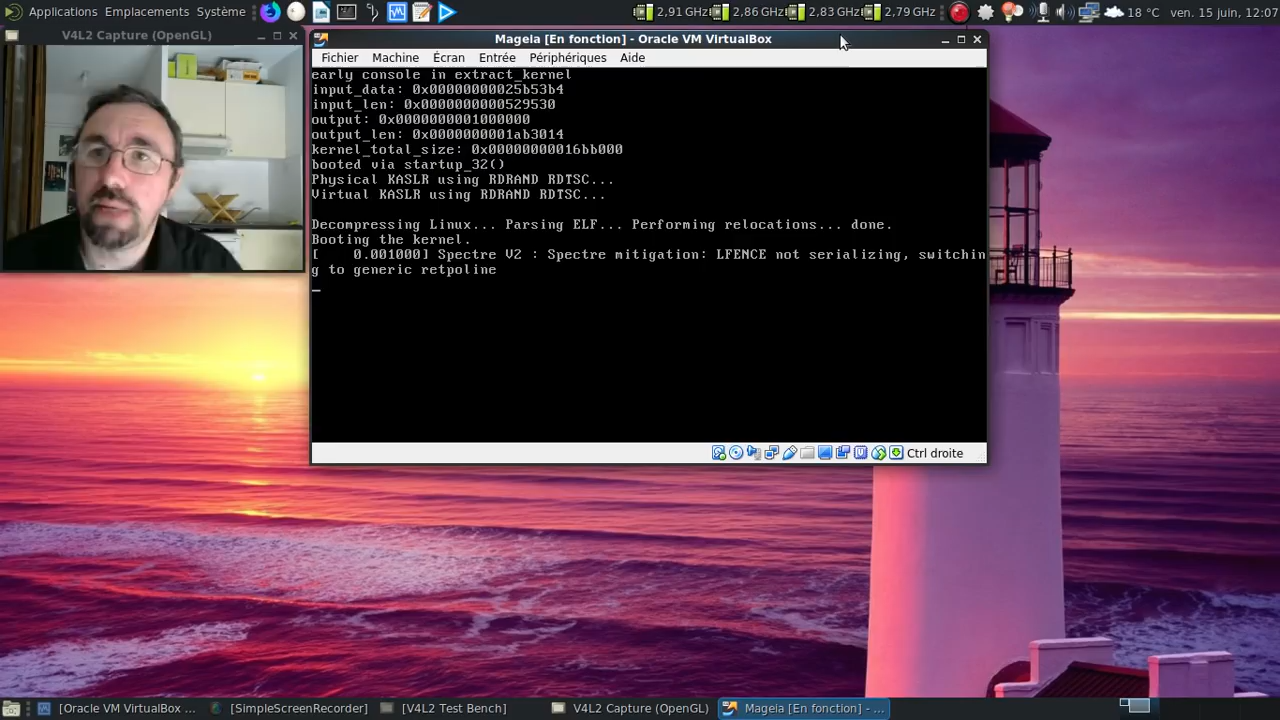 Applications Emplacements Système
2,91 GHz 2,86 GHz 2,83 GHz 2,79 GHz 18 °C ven. 15 juin, 12:07
V4L2 Capture (OpenGL)
Mageia [En fonction] - Oracle VM VirtualBox
Fichier Machine Écran Entrée Périphériques Aide
early console in extract_kernel
input_data: 0x00000000025b53b4
input_len: 0x0000000000529530
output: 0x0000000001000000
output_len: 0x0000000001ab3014
kernel_total_size: 0x00000000016bb000
booted via startup_32()
Physical KASLR using RDRAND RDTSC...
Virtual KASLR using RDRAND RDTSC...
Decompressing Linux... Parsing ELF... Performing relocations... done.
Booting the kernel.
[    0.001000] Spectre V2 : Spectre mitigation: LFENCE not serializing, switchin
g to generic retpoline
Ctrl droite
[Oracle VM VirtualBox ... [SimpleScreenRecorder] [V4L2 Test Bench] V4L2 Capture (OpenGL) Mageia [En fonction] - ...